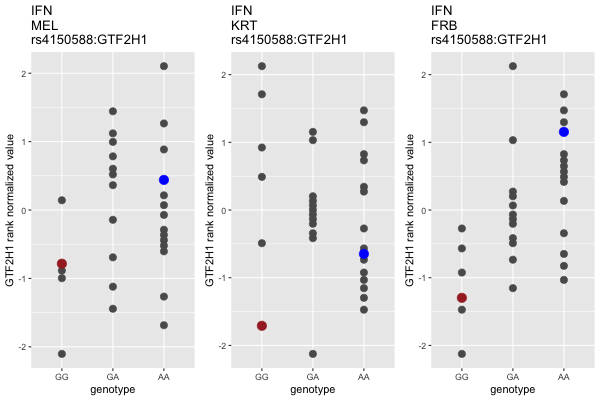 IFN
MEL
rs4150588:GTF2H1
GTF2H1 rank normalized value
2
1
0
-1
-2
GG GA AA
genotype
IFN
KRT
rs4150588:GTF2H1
GTF2H1 rank normalized value
2
1
0
-1
-2
GG GA AA
genotype
IFN
FRB
rs4150588:GTF2H1
GTF2H1 rank normalized value
2
1
0
-1
-2
GG GA AA
genotype